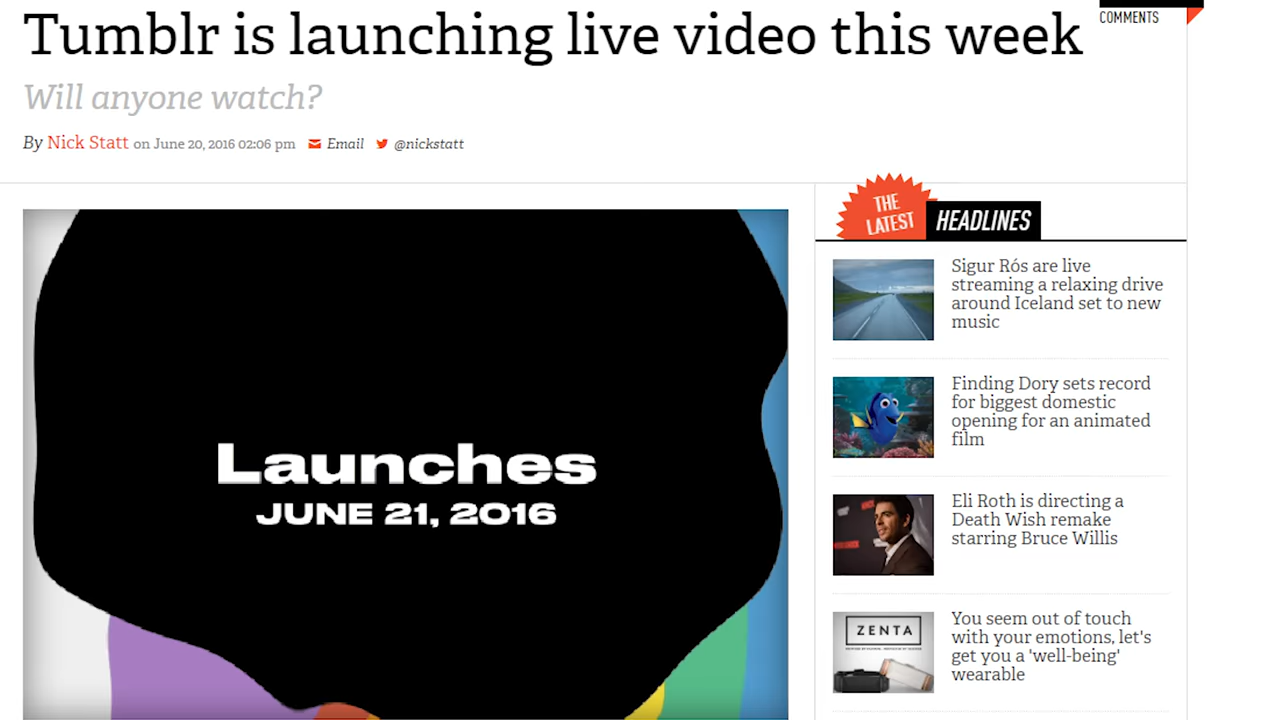 Tumblr is launching live video this week
COMMENTS
Will anyone watch?
By Nick Statt on June 20, 2016 02:06 pm Email @nickstatt
Launches
JUNE 21, 2016
THE
LATEST
HEADLINES
Sigur Rós are live
streaming a relaxing drive
around Iceland set to new
music
Finding Dory sets record
for biggest domestic
opening for an animated
film
Eli Roth is directing a
Death Wish remake
starring Bruce Willis
ZENTA
You seem out of touch
with your emotions, let's
get you a 'well-being'
wearable